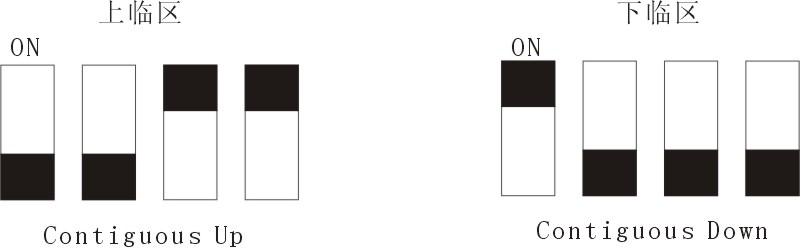 上临区
ON
Contiguous Up
下临区
ON
Contiguous Down